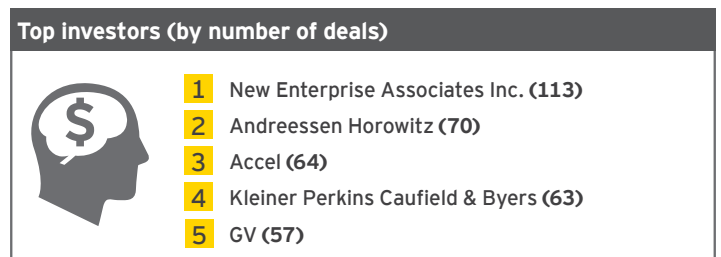 Top investors (by number of deals)
$
1 New Enterprise Associates Inc. (113)
2 Andreessen Horowitz (70)
3 Accel (64)
4 Kleiner Perkins Caufield & Byers (63)
5 GV (57)